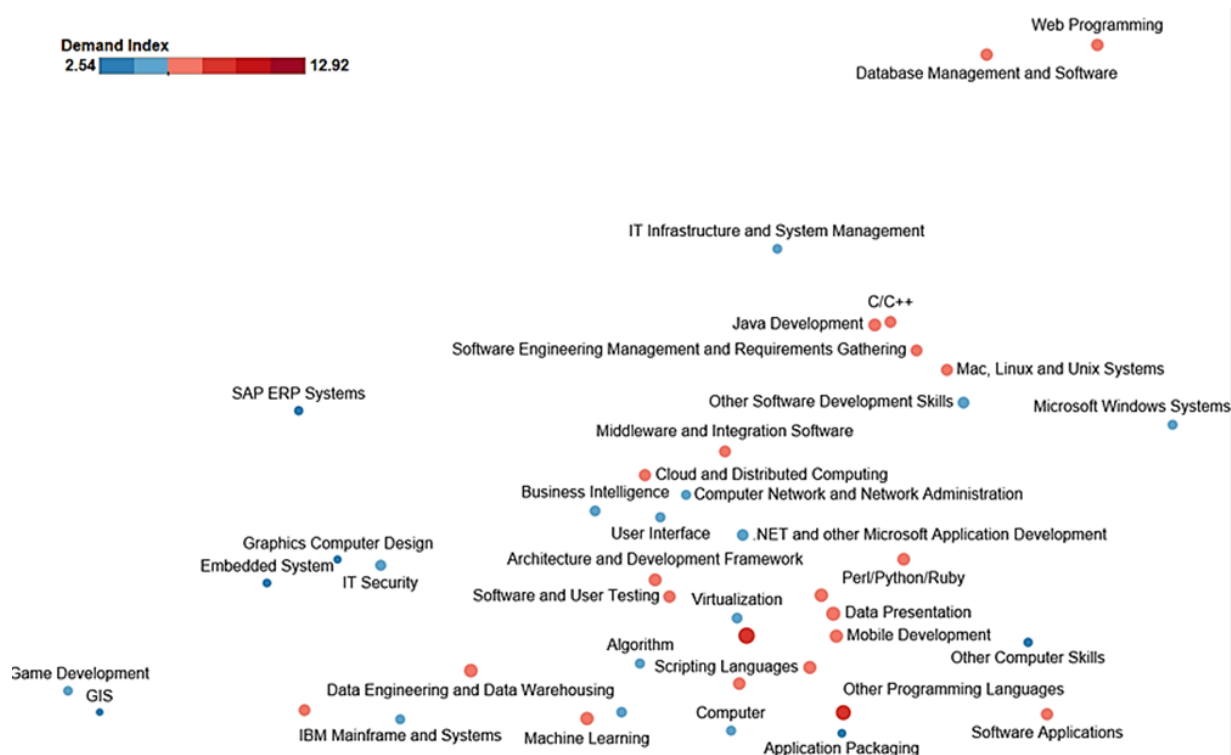 Web Programming
Demand Index
2.54 12.92
Database Management and Software
IT Infrastructure and System Management
C/C++
Java Development
Software Engineering Management and Requirements Gathering
Mac, Linux and Unix Systems
SAP ERP Systems
Other Software Development Skills
Microsoft Windows Systems
Middleware and Integration Software
Cloud and Distributed Computing
Business Intelligence
Computer Network and Network Administration
User Interface
.NET and other Microsoft Application Development
Graphics Computer Design
Architecture and Development Framework
Embedded System
IT Security
Perl/Python/Ruby
Software and User Testing
Virtualization
Data Presentation
Mobile Development
Algorithm
Other Computer Skills
Scripting Languages
Game Development
GIS
Data Engineering and Data Warehousing
Other Programming Languages
Computer
IBM Mainframe and Systems
Machine Learning
Software Applications
Application Packaging